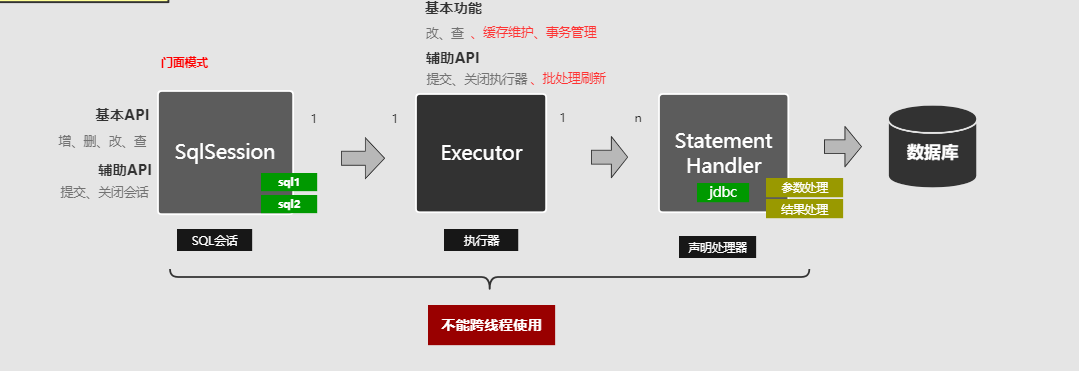 基本功能
改、查 、缓存维护、事务管理
辅助API
提交、关闭执行器 、批处理刷新
门面模式
基本API
增、删、改、查
辅助API
提交、关闭会话
SqlSession
sql1
sql2
SQL会话
1
1
Executor
执行器
1
n
Statement
Handler
jdbc
参数处理
结果处理
声明处理器
数据库
不能跨线程使用